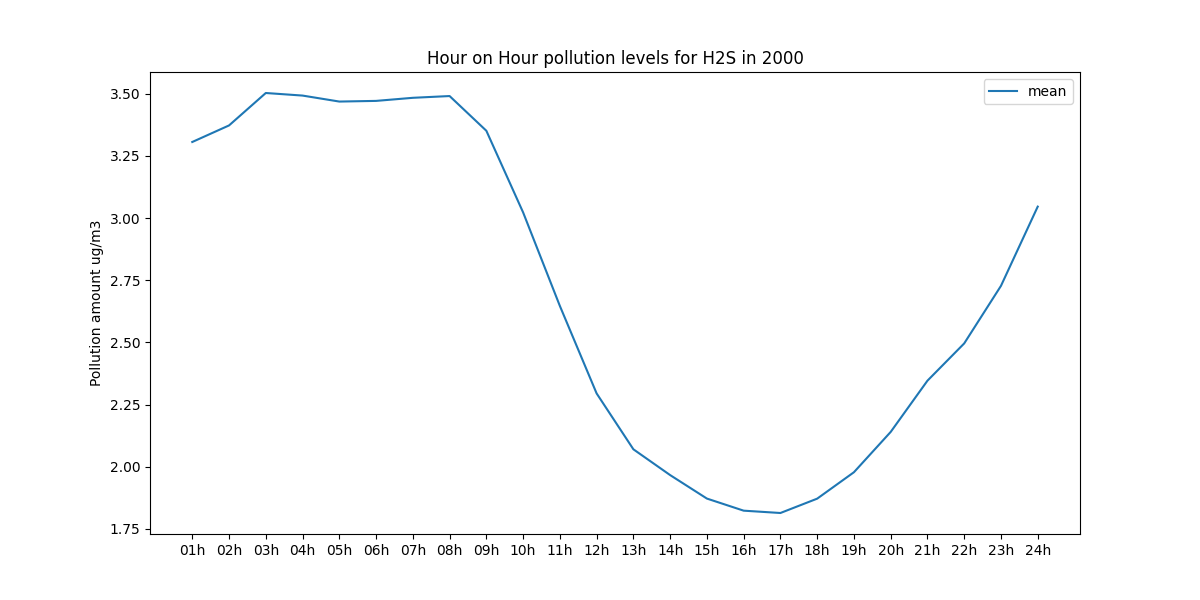 Hour on Hour pollution levels for H2S in 2000
mean
Pollution amount ug/m3
3.50
3.25
3.00
2.75
2.50
2.25
2.00
1.75
01h 02h 03h 04h 05h 06h 07h 08h 09h 10h 11h 12h 13h 14h 15h 16h 17h 18h 19h 20h 21h 22h 23h 24h